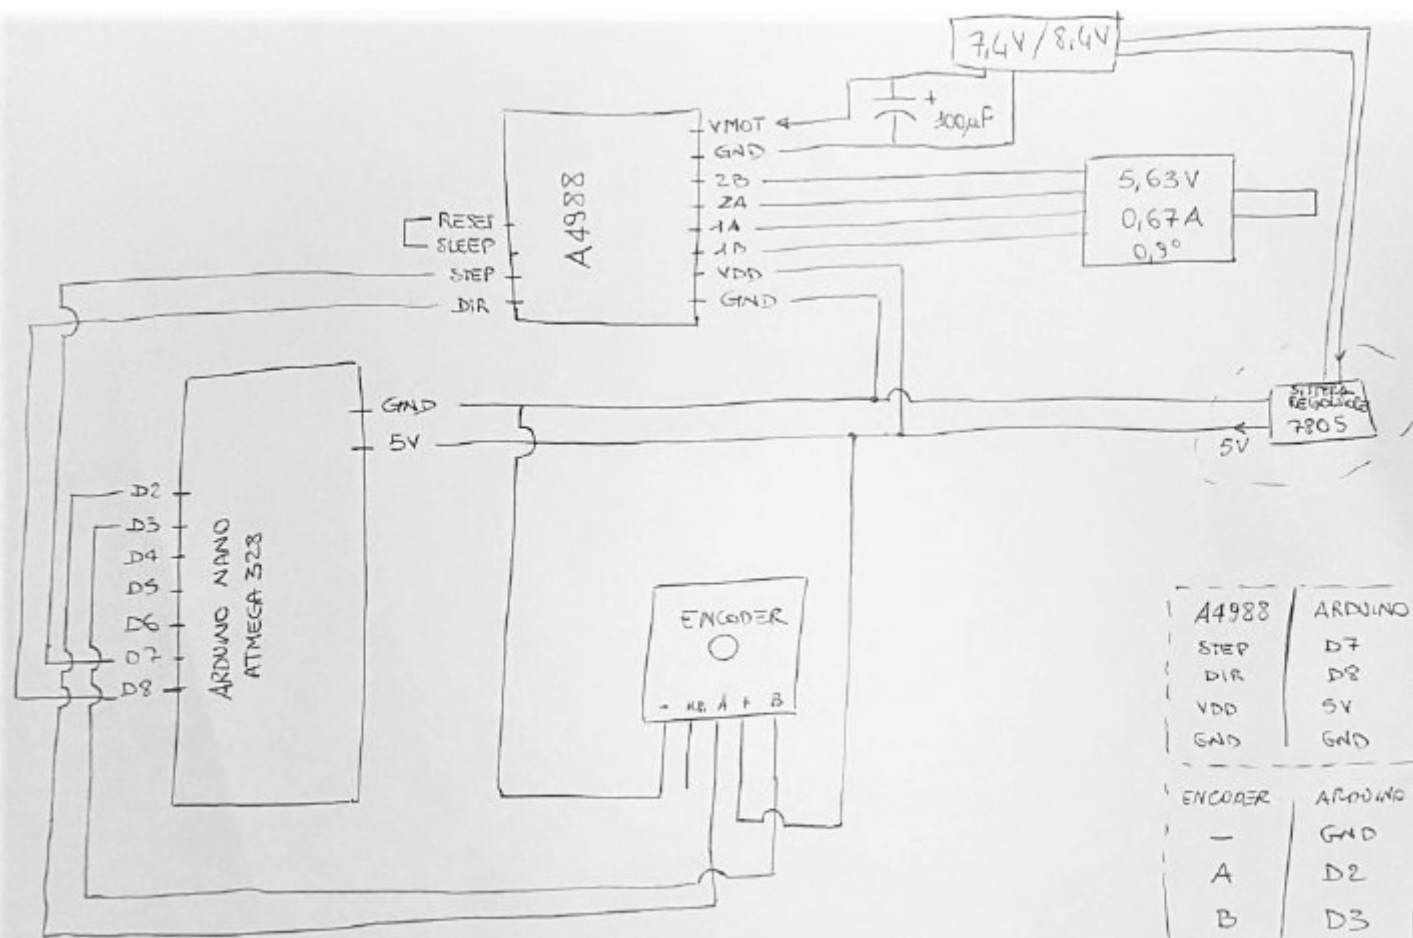 7,4V / 8,4V
+
100µF
VMOT
GND
2B
2A
1A
1B
VDD
GND
A4988
RESET
SLEEP
STEP
DIR
5,63V
0,67A
0,9°
GND
5V
7805
5V
D2
D3
D4
D5
D6
D7
D8
ARDUINO NANO
ATMEGA 328
ENCODER
- A + B
A4988 ARDUINO
STEP D7
DIR D8
VDD 5V
GND GND
ENCODER ARDUINO
— GND
A D2
B D3